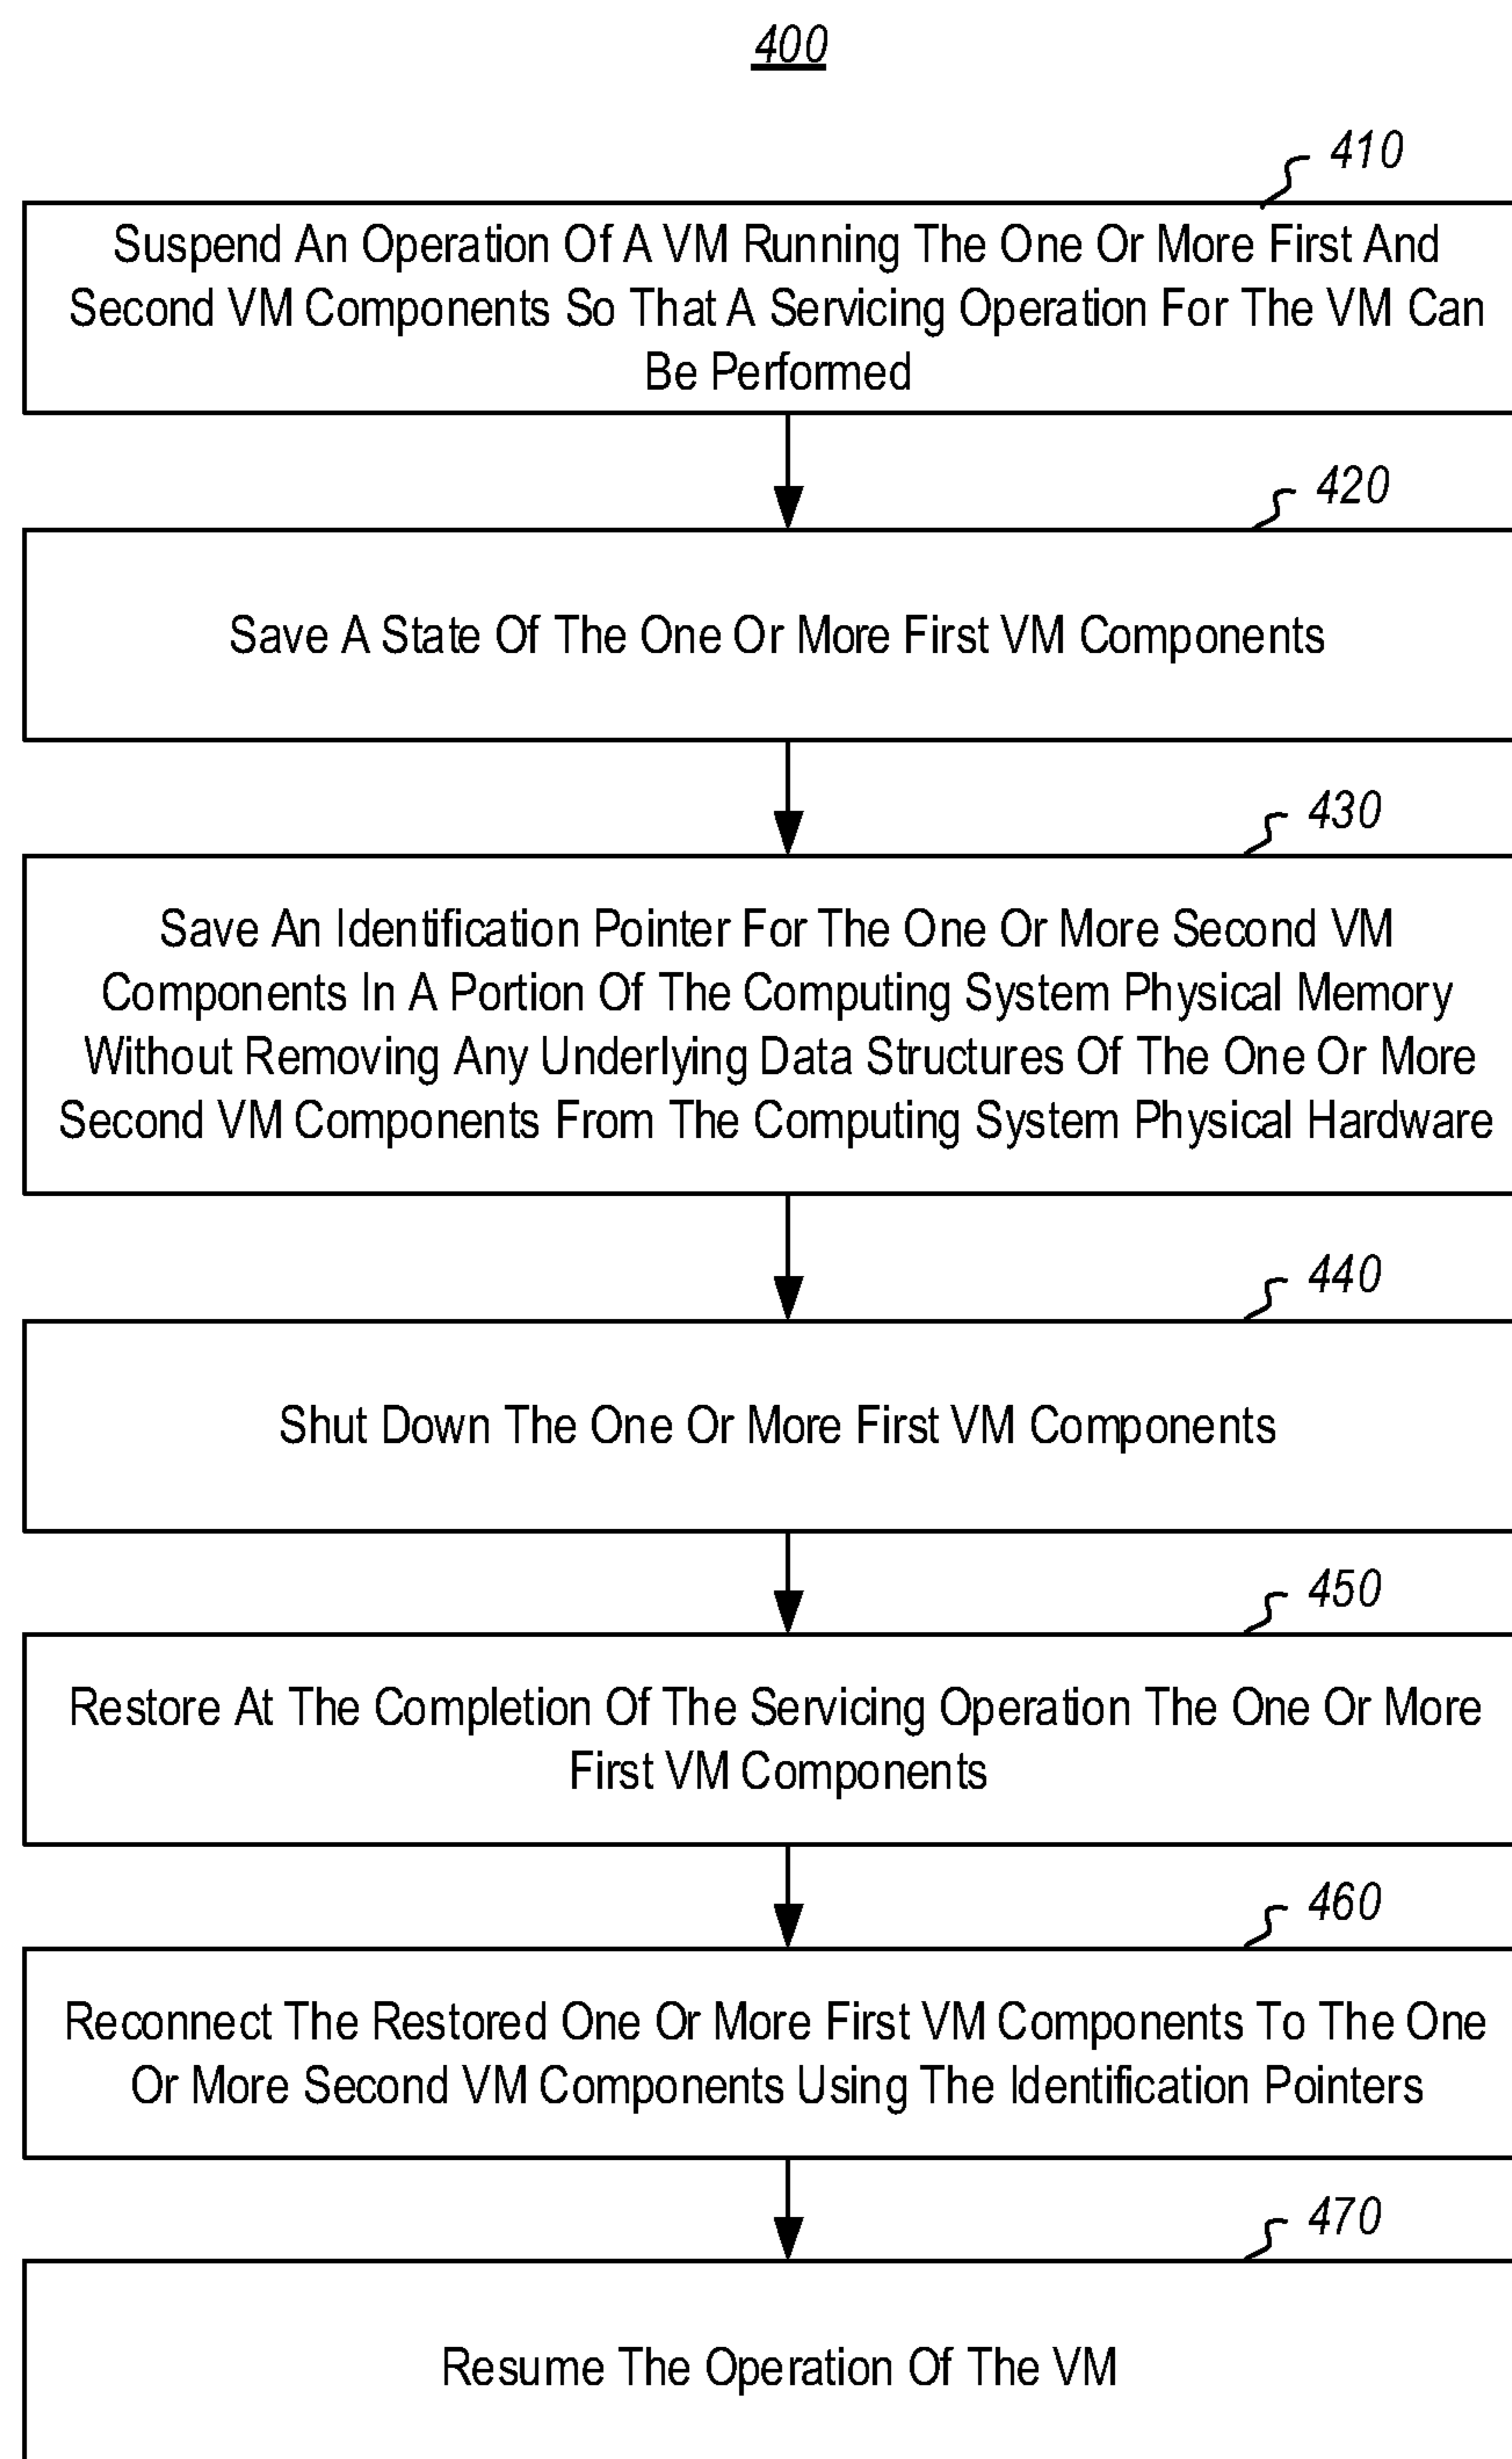 400
410
Suspend An Operation Of A VM Running The One Or More First And
Second VM Components So That A Servicing Operation For The VM Can
Be Performed
420
Save A State Of The One Or More First VM Components
430
Save An Identification Pointer For The One Or More Second VM
Components In A Portion Of The Computing System Physical Memory
Without Removing Any Underlying Data Structures Of The One Or More
Second VM Components From The Computing System Physical Hardware
440
Shut Down The One Or More First VM Components
450
Restore At The Completion Of The Servicing Operation The One Or More
First VM Components
460
Reconnect The Restored One Or More First VM Components To The One
Or More Second VM Components Using The Identification Pointers
470
Resume The Operation Of The VM